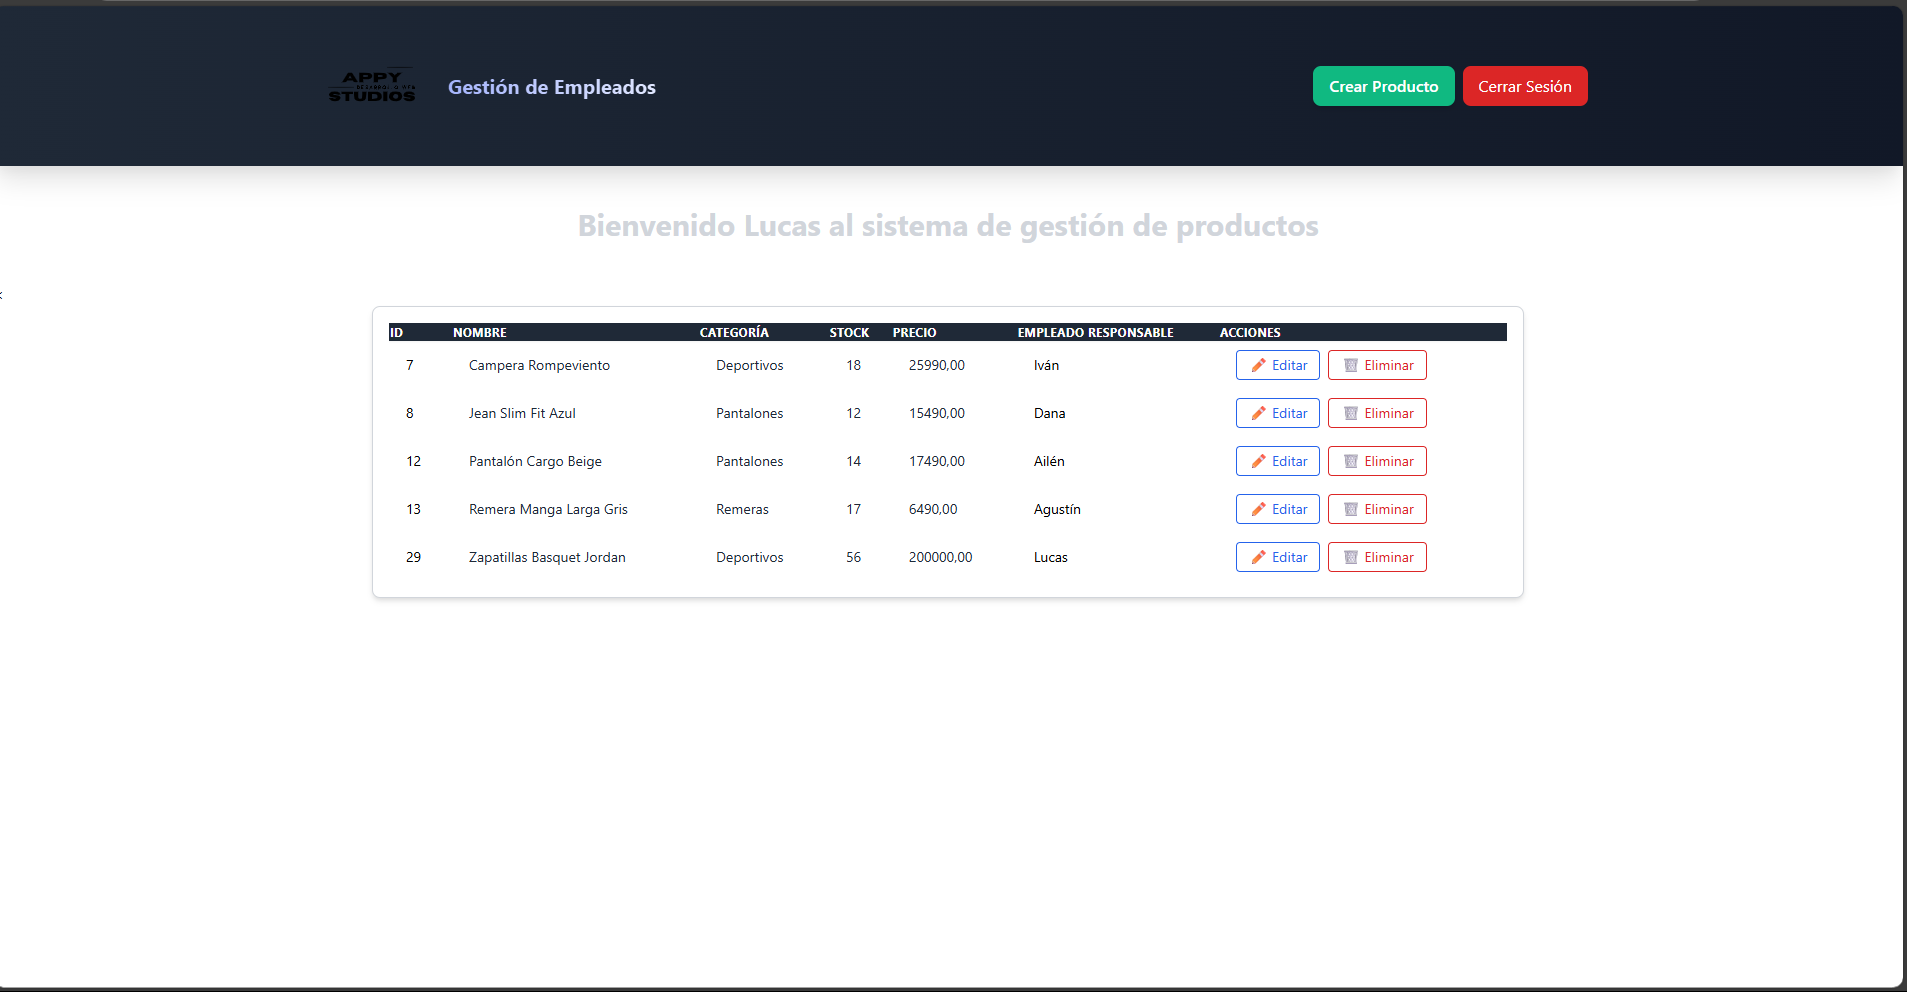 APPY
STUDIOS
Gestión de Empleados
Crear Producto
Cerrar Sesión
Bienvenido Lucas al sistema de gestión de productos
ID NOMBRE CATEGORÍA STOCK PRECIO EMPLEADO RESPONSABLE ACCIONES
7 Campera Rompeviento Deportivos 18 25990,00 Iván Editar Eliminar
8 Jean Slim Fit Azul Pantalones 12 15490,00 Dana Editar Eliminar
12 Pantalón Cargo Beige Pantalones 14 17490,00 Ailén Editar Eliminar
13 Remera Manga Larga Gris Remeras 17 6490,00 Agustín Editar Eliminar
29 Zapatillas Basquet Jordan Deportivos 56 200000,00 Lucas Editar Eliminar